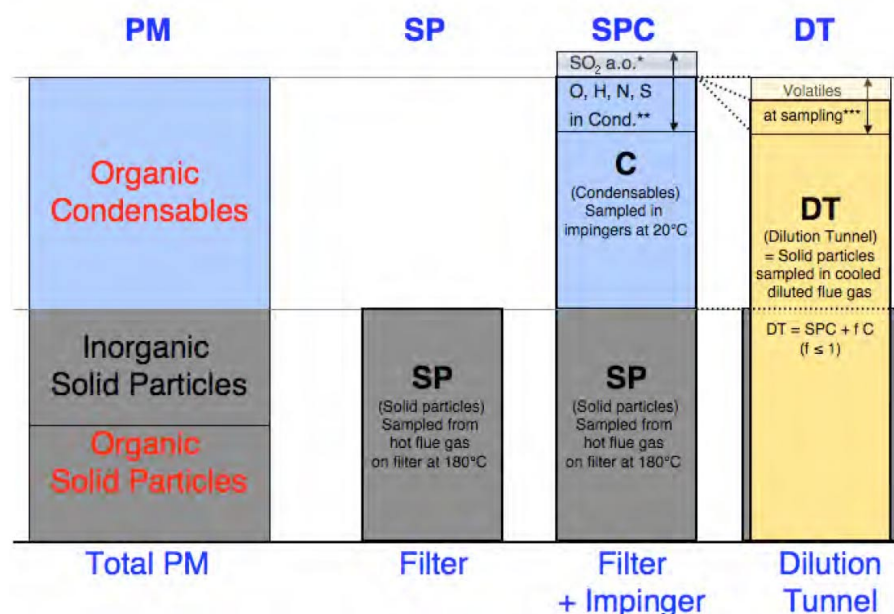 PM
SP
SPC
DT
Organic
Condensables
Inorganic
Solid Particles
Organic
Solid Particles
SP
(Solid particles)
Sampled from
hot flue gas
on filter at 180°C
SO2 a.o.*
O, H, N, S
in Cond.**
C
(Condensables)
Sampled in
impingers at 20°C
SP
(Solid particles)
Sampled from
hot flue gas
on filter at 180°C
Volatiles
at sampling***
DT
(Dilution Tunnel)
= Solid particles
sampled in cooled
diluted flue gas
DT = SPC + f C
(f ≤ 1)
Total PM
Filter
Filter
+ Impinger
Dilution
Tunnel